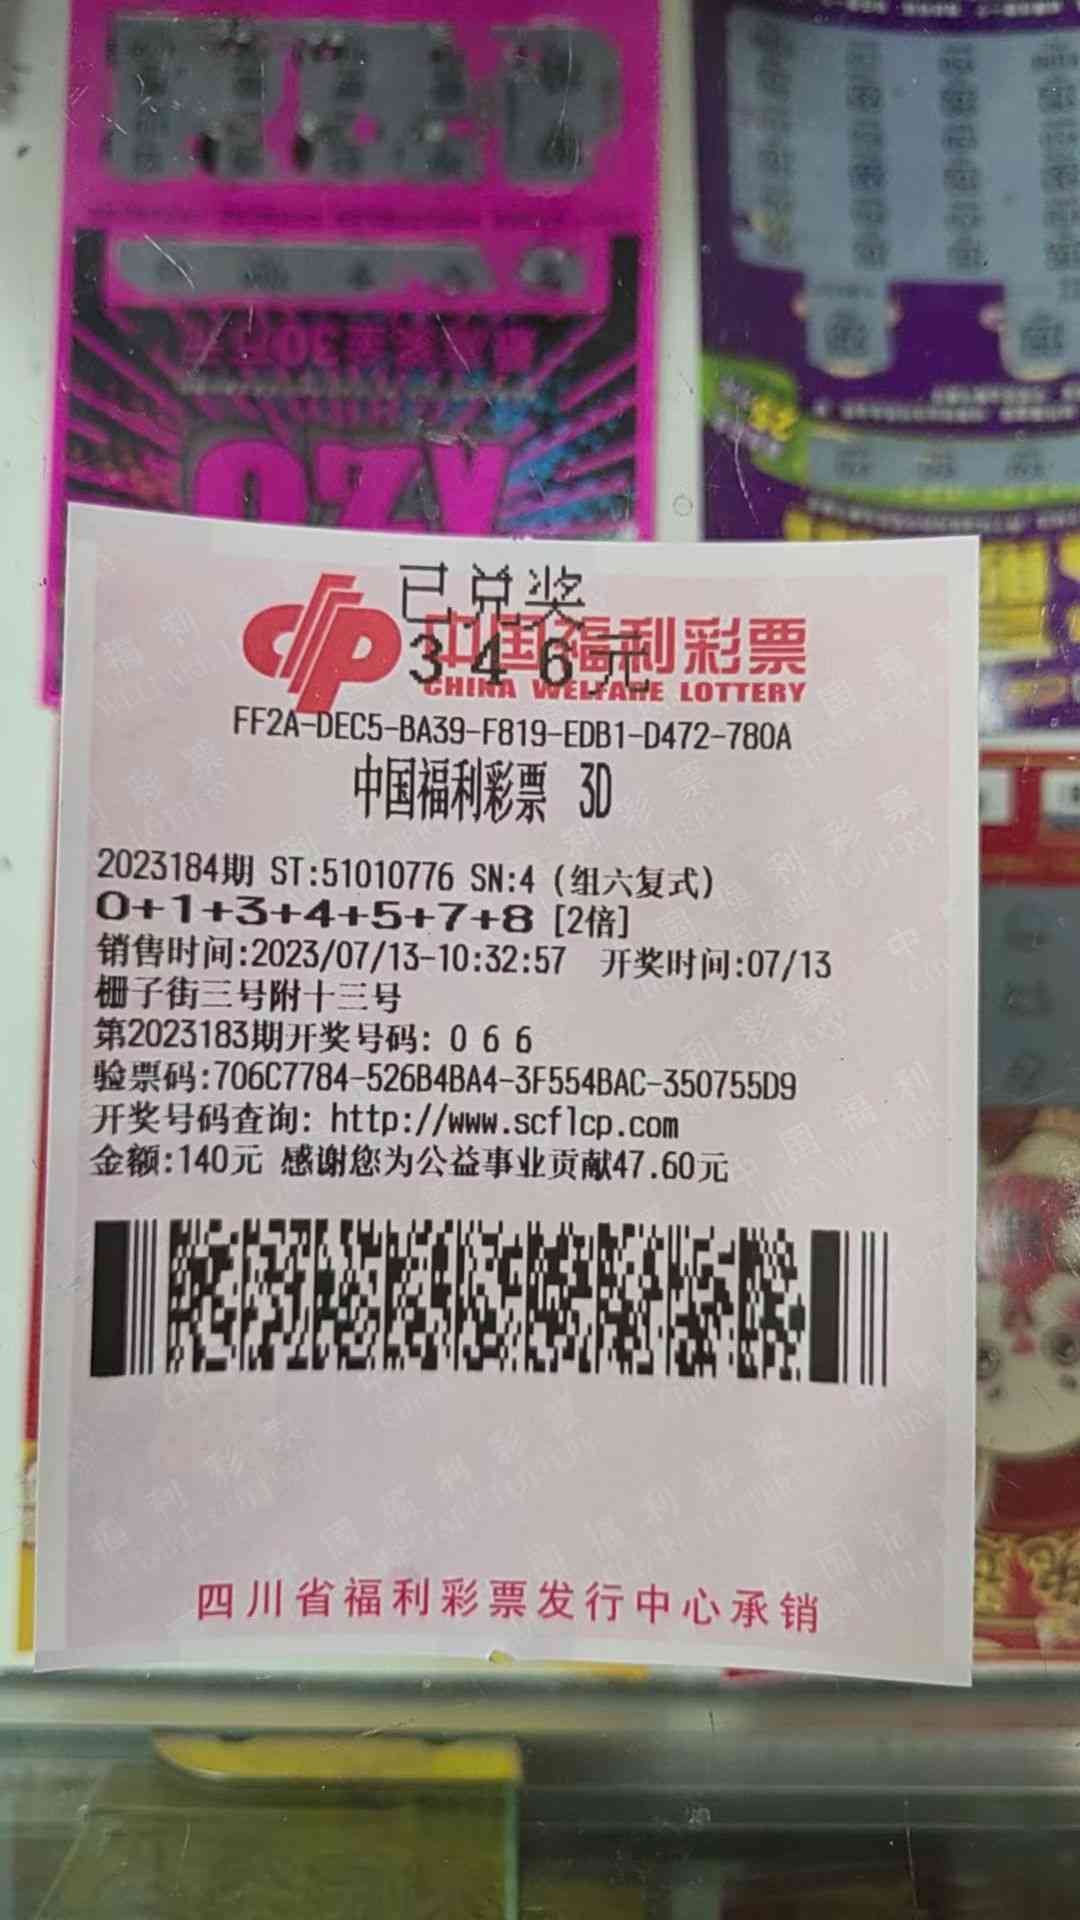 已兑奖
346元
中国福利彩票
CHINA WELFARE LOTTERY
FF2A-DEC5-BA39-F819-EDB1-D472-780A
中国福利彩票 3D
2023184期 ST:51010776 SN:4 (组六复式)
0+1+3+4+5+7+8 [2倍]
销售时间:2023/07/13-10:32:57 开奖时间:07/13
栅子街三号附十三号
第2023183期开奖号码: 0 6 6
验票码:706C7784-526B4BA4-3F554BAC-350755D9
开奖号码查询: http://www.scflcp.com
金额:140元 感谢您为公益事业贡献47.60元
四川省福利彩票发行中心承销